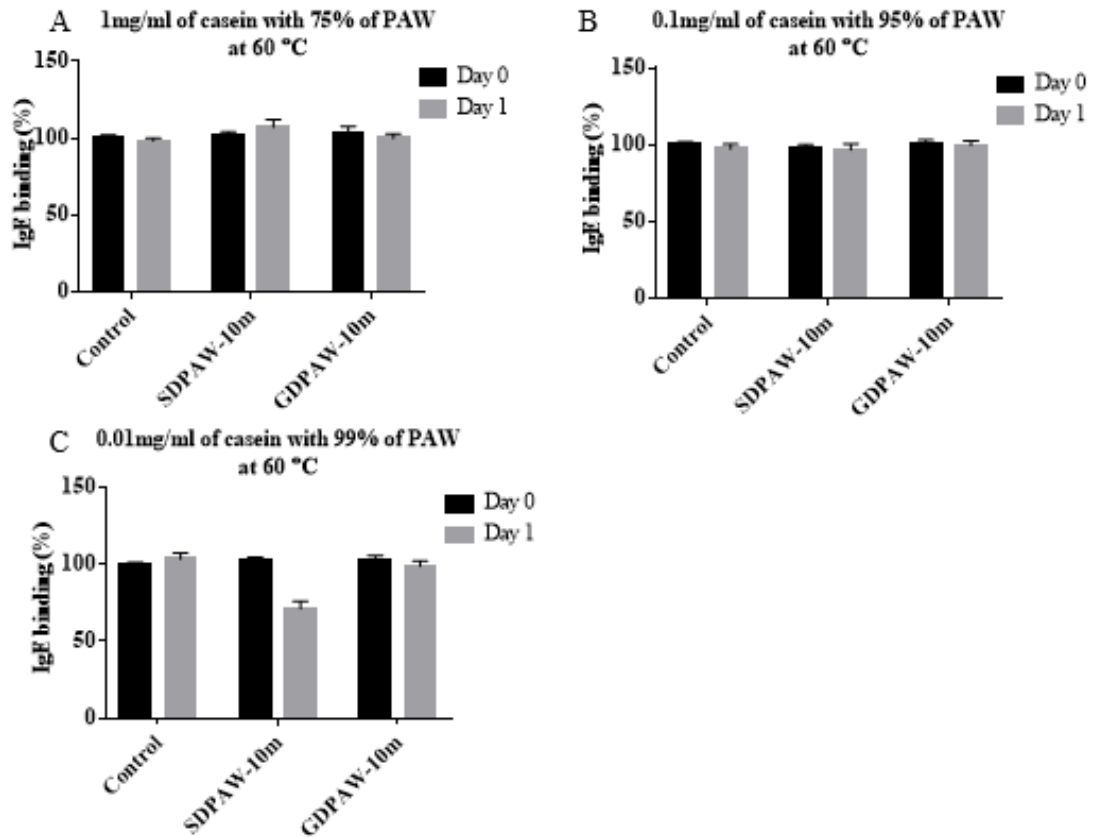 A 1mg/ml of casein with 75% of PAW
at 60 °C
IgE binding (%)
150
100
50
0
Day 0
Day 1
Control
SDPAW-10m
GDPAW-10m
B 0.1mg/ml of casein with 95% of PAW
at 60 °C
IgE binding (%)
150
100
50
0
Day 0
Day 1
Control
SDPAW-10m
GDPAW-10m
C 0.01mg/ml of casein with 99% of PAW
at 60 °C
IgE binding (%)
150
100
50
0
Day 0
Day 1
Control
SDPAW-10m
GDPAW-10m